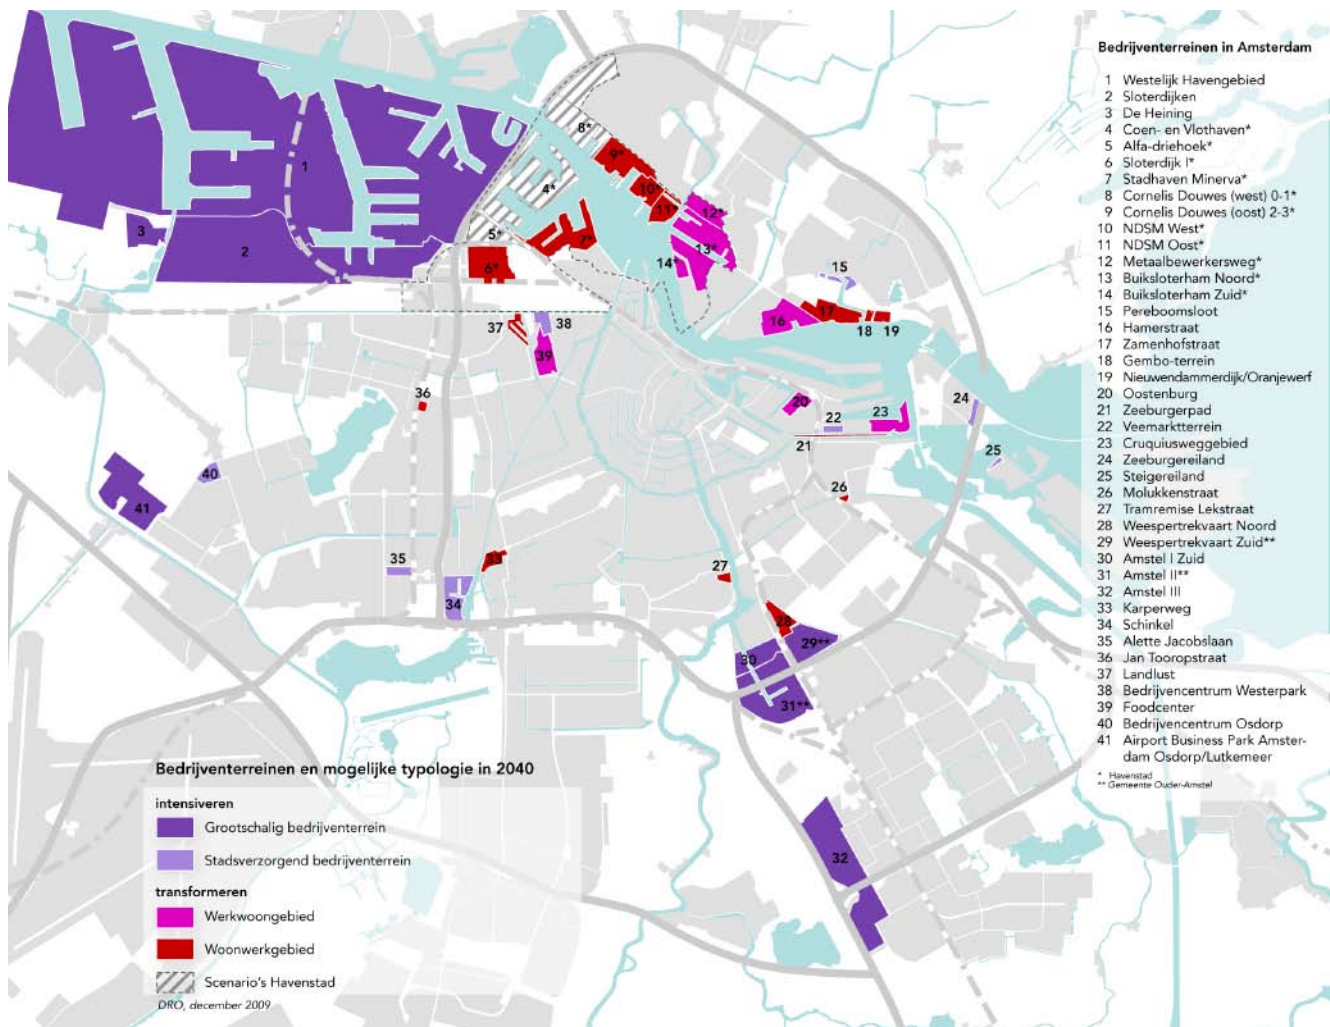 Bedrijventerreinen in Amsterdam
1 Westelijk Havengebied
2 Sloterdijken
3 De Heining
4 Coen- en Vlothaven*
5 Alfa-driehoek*
6 Sloterdijk I*
7 Stadhaven Minerva*
8 Cornelis Douwes (west) 0-1*
9 Cornelis Douwes (oost) 2-3*
10 NDSM West*
11 NDSM Oost*
12 Metaalbewerkersweg*
13 Buiksloterham Noord*
14 Buiksloterham Zuid*
15 Pereboomsloot
16 Hamerstraat
17 Zamenhofstraat
18 Gembo-terrein
19 Nieuwendammerdijk/Oranjewerf
20 Oostenburg
21 Zeeburgerpad
22 Veemarktterrein
23 Cruquiusweggebied
24 Zeeburgereiland
25 Steigereiland
26 Molukkenstraat
27 Tramremise Lekstraat
28 Weespertrekvaart Noord
29 Weespertrekvaart Zuid**
30 Amstel I Zuid
31 Amstel II**
32 Amstel III
33 Karperweg
34 Schinkel
35 Alette Jacobslaan
36 Jan Tooropstraat
37 Landlust
38 Bedrijvencentrum Westerpark
39 Foodcenter
40 Bedrijvencentrum Osdorp
41 Airport Business Park Amster-
dam Osdorp/Lutkemeer
* Havenstad
** Gemeente Ouder-Amstel
8*
9*
10*
11*
12*
13*
14*
4*
5*
6*
7*
1
2
3
15
16
17
18
19
37
38
39
36
20
21
22
23
24
25
26
40
41
35
33
34
27
28
29**
30
31**
32
Bedrijventerreinen en mogelijke typologie in 2040
intensiveren
Grootschalig bedrijventerrein
Stadsverzorgend bedrijventerrein
transformeren
Werkwoongebied
Woonwerkgebied
Scenario's Havenstad
DRO, december 2009